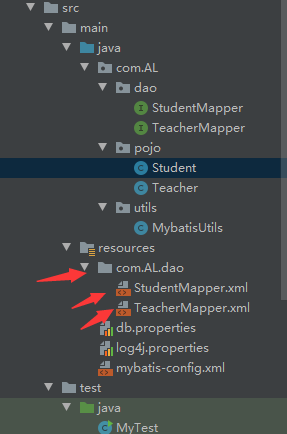 src
main
java
com.AL
dao
StudentMapper
TeacherMapper
pojo
Student
Teacher
utils
MybatisUtils
resources
com.AL.dao
StudentMapper.xml
TeacherMapper.xml
db.properties
log4j.properties
mybatis-config.xml
test
java
MyTest